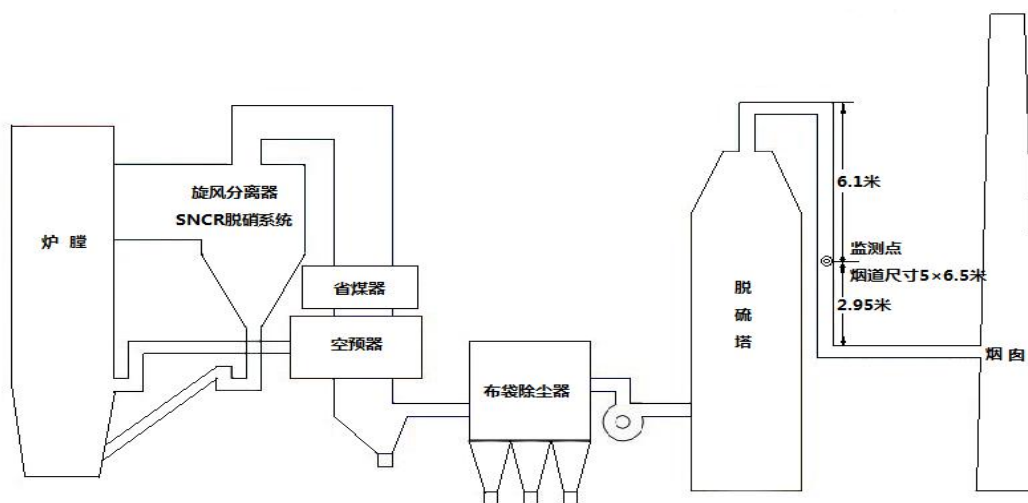 旋风分离器
SNCR脱硝系统
炉 膛
省煤器
空预器
布袋除尘器
脱
硫
塔
6.1米
监测点
烟道尺寸5×6.5米
2.95米
烟 囱